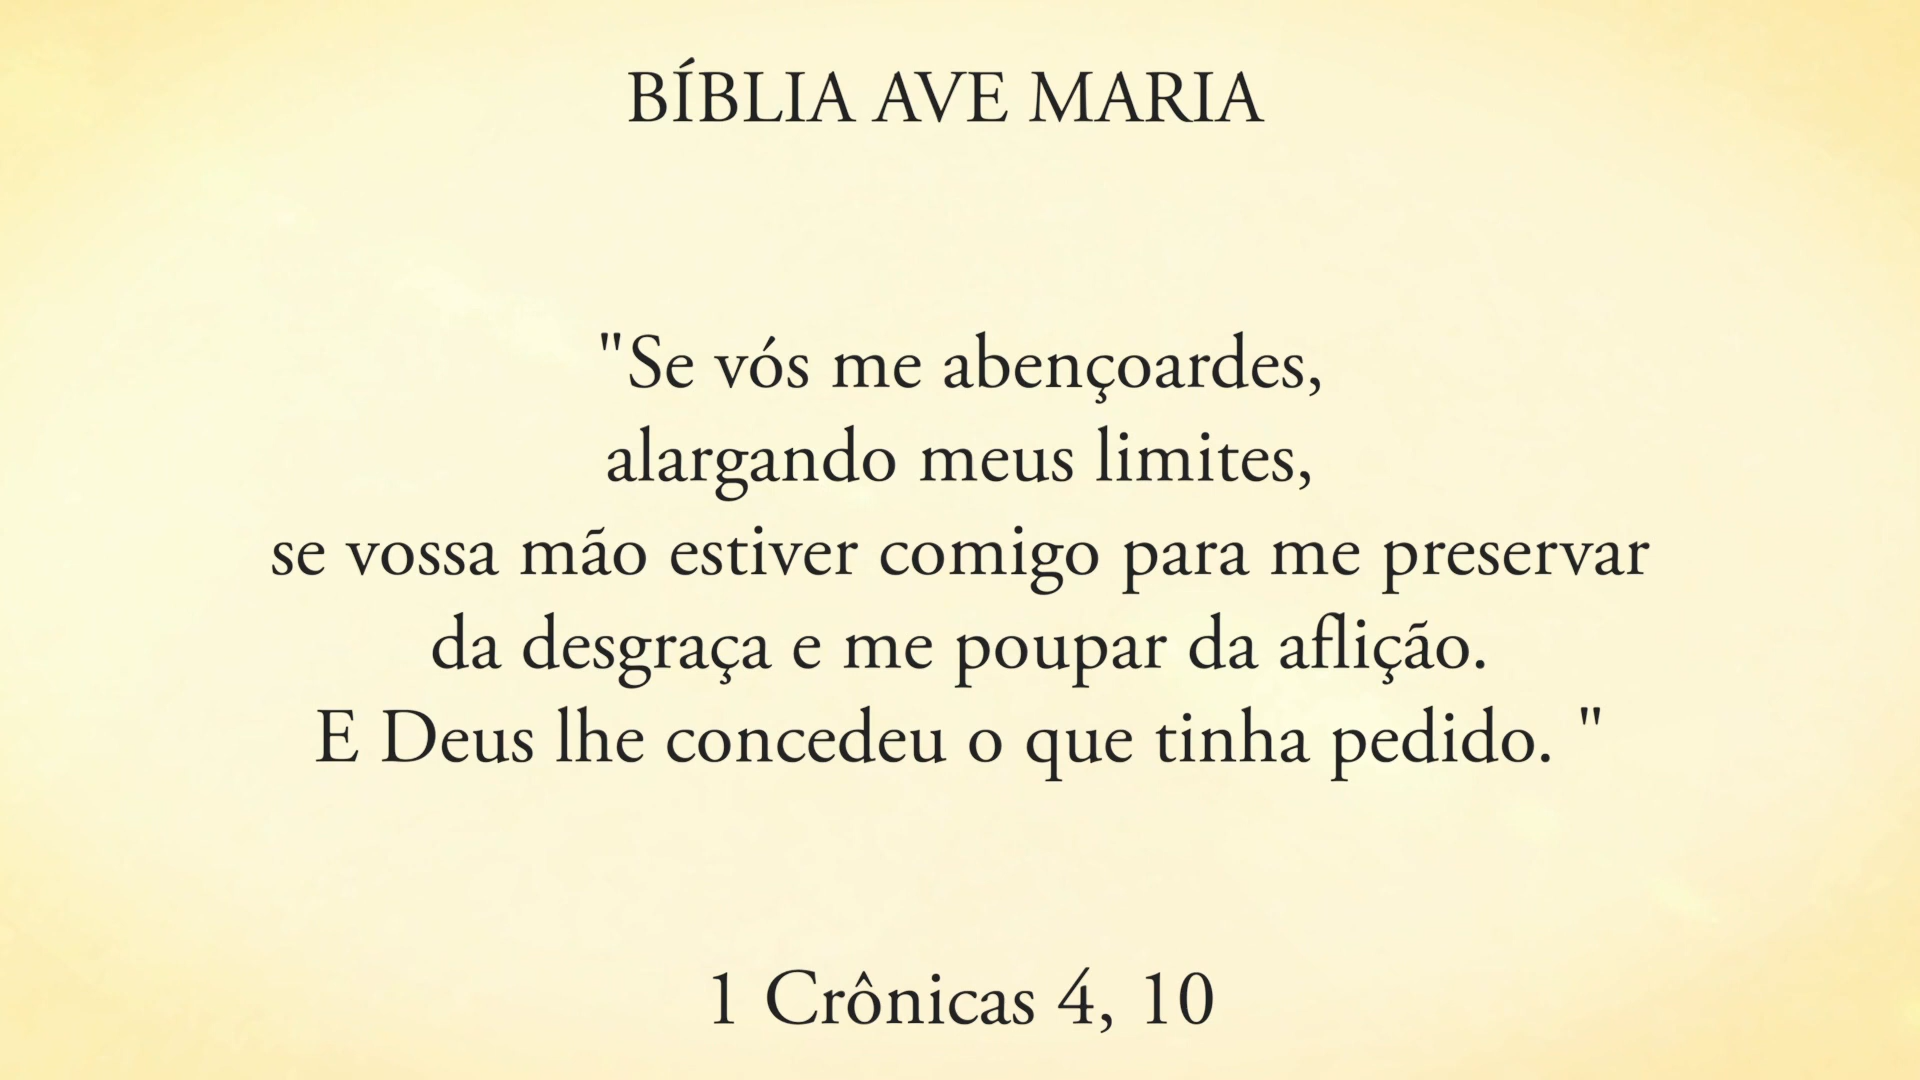 BÍBLIA AVE MARIA
"Se vós me abençoardes,
alargando meus limites,
se vossa mão estiver comigo para me preservar
da desgraça e me poupar da aflição.
E Deus lhe concedeu o que tinha pedido. "
1 Crônicas 4, 10